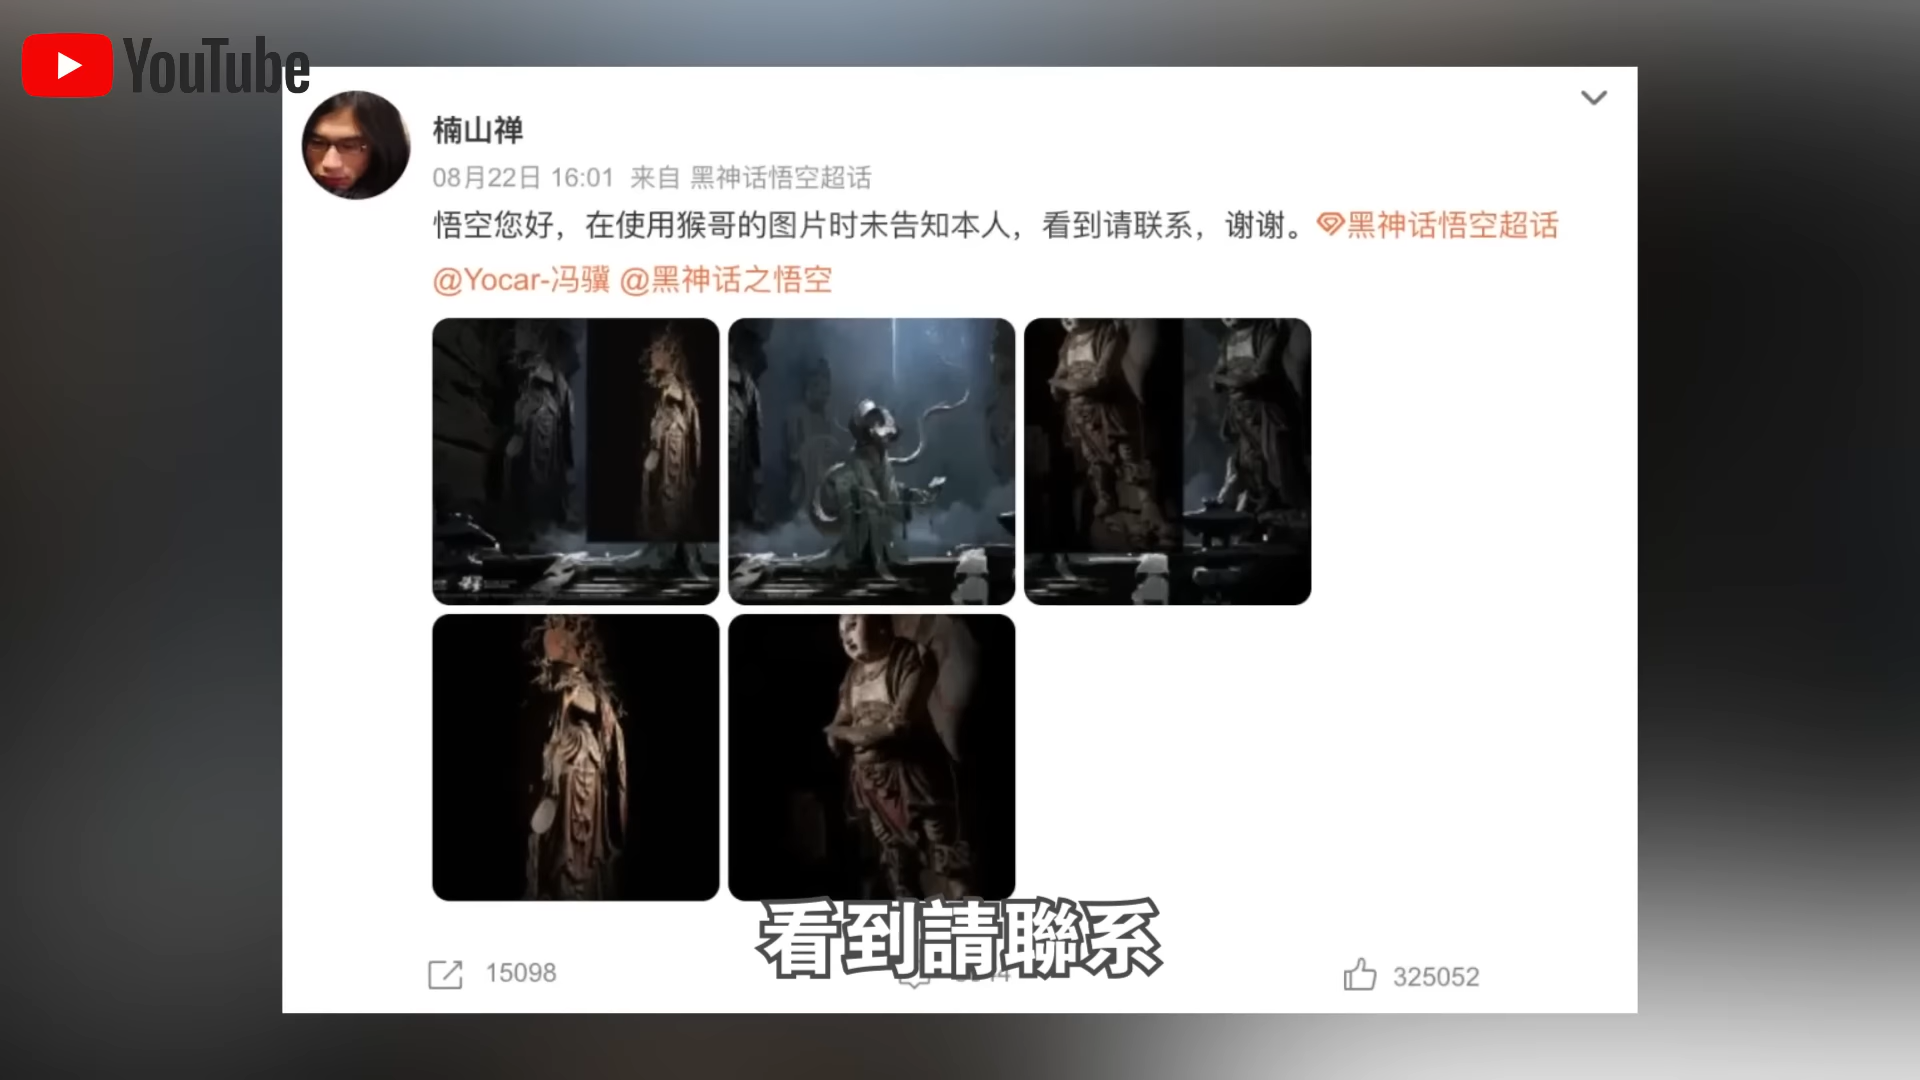 YouTube
楠山禅
08月22日 16:01 来自 黑神话悟空超话
悟空您好，在使用猴哥的图片时未告知本人，看到请联系，谢谢。黑神话悟空超话
@Yocar-冯骥 @黑神话之悟空
看到請聯系
15098
325052